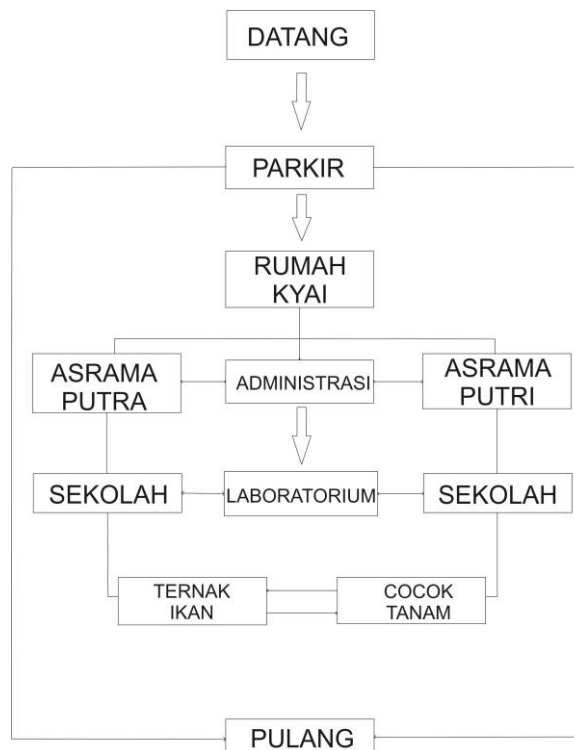 DATANG
PARKIR
RUMAH
KYAI
ASRAMA
PUTRA
ADMINISTRASI
ASRAMA
PUTRI
SEKOLAH
LABORATORIUM
SEKOLAH
TERNAK
IKAN
COCOK
TANAM
PULANG